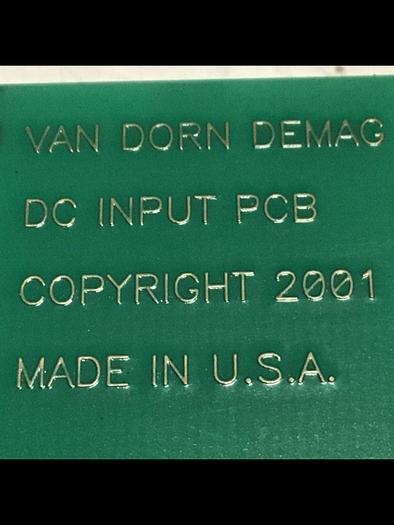 VAN DORN DEMAG
DC INPUT PCB
COPYRIGHT 2001
MADE IN U.S.A.